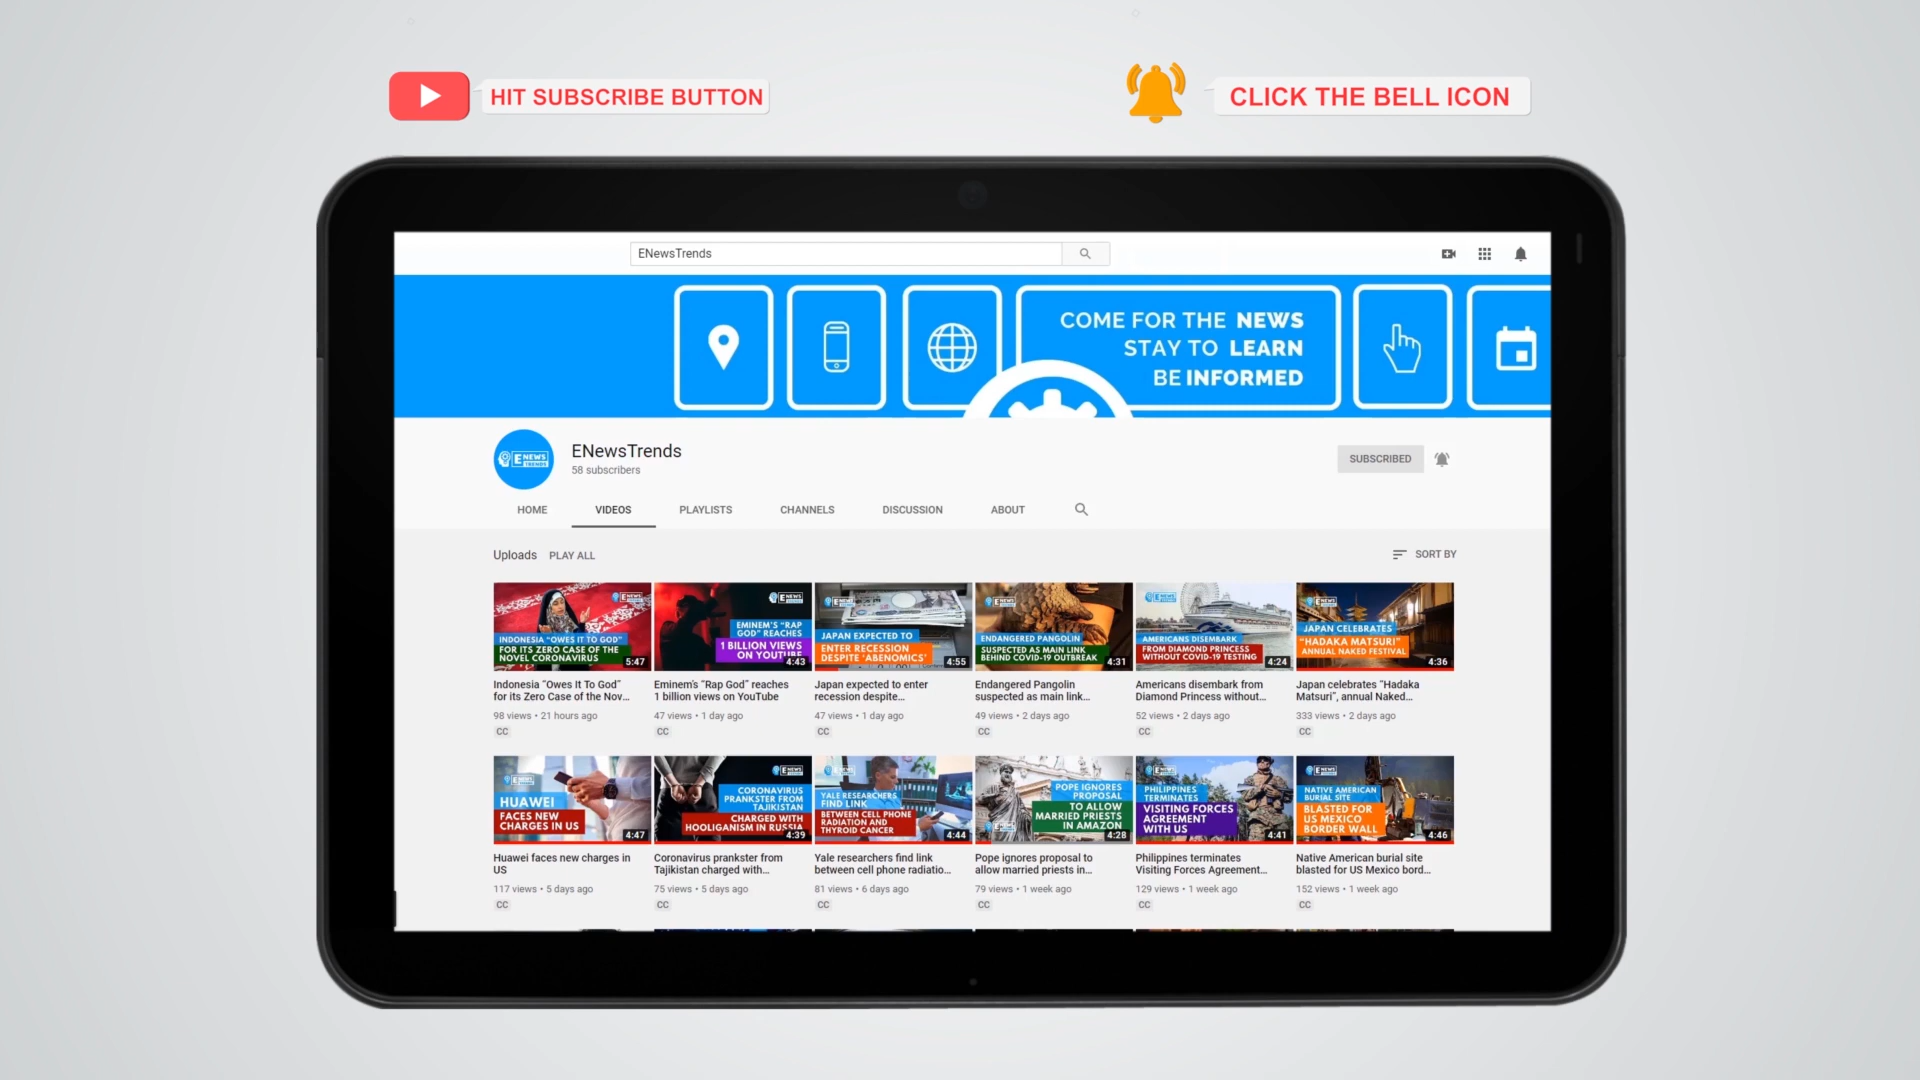 HIT SUBSCRIBE BUTTON
CLICK THE BELL ICON
ENewsTrends
COME FOR THE NEWS
STAY TO LEARN
BE INFORMED
E NEWS
TRENDS
ENewsTrends
58 subscribers
SUBSCRIBED
HOME VIDEOS PLAYLISTS CHANNELS DISCUSSION ABOUT
Uploads PLAY ALL
SORT BY
INDONESIA "OWES IT TO GOD"
FOR ITS ZERO CASE OF THE
NOVEL CORONAVIRUS
5:47
EMINEM'S "RAP
GOD" REACHES
1 BILLION VIEWS
ON YOUTUBE
4:43
JAPAN EXPECTED TO
ENTER RECESSION
DESPITE 'ABENOMICS'
4:55
ENDANGERED PANGOLIN
SUSPECTED AS MAIN LINK
BEHIND COVID-19 OUTBREAK
4:31
AMERICANS DISEMBARK
FROM DIAMOND PRINCESS
WITHOUT COVID-19 TESTING
4:24
JAPAN CELEBRATES
"HADAKA MATSURI"
ANNUAL NAKED FESTIVAL
4:36
Indonesia "Owes It To God"
for its Zero Case of the Nov...
98 views • 21 hours ago
CC
Eminem's "Rap God" reaches
1 billion views on YouTube
47 views • 1 day ago
CC
Japan expected to enter
recession despite...
47 views • 1 day ago
CC
Endangered Pangolin
suspected as main link...
49 views • 2 days ago
CC
Americans disembark from
Diamond Princess without...
52 views • 2 days ago
CC
Japan celebrates "Hadaka
Matsuri", annual Naked...
333 views • 2 days ago
CC
HUAWEI
FACES NEW
CHARGES IN US
4:47
CORONAVIRUS
PRANKSTER FROM
TAJIKISTAN
CHARGED WITH
HOOLIGANISM IN RUSSIA
4:39
YALE RESEARCHERS
FIND LINK
BETWEEN CELL PHONE
RADIATION AND
THYROID CANCER
4:44
POPE IGNORES
PROPOSAL
TO ALLOW
MARRIED PRIESTS
IN AMAZON
4:28
PHILIPPINES
TERMINATES
VISITING FORCES
AGREEMENT
WITH US
4:41
NATIVE AMERICAN
BURIAL SITE
BLASTED FOR
US MEXICO
BORDER WALL
4:46
Huawei faces new charges in
US
117 views • 5 days ago
CC
Coronavirus prankster from
Tajikistan charged with...
75 views • 5 days ago
CC
Yale researchers find link
between cell phone radiatio...
81 views • 6 days ago
CC
Pope ignores proposal to
allow married priests in...
79 views • 1 week ago
CC
Philippines terminates
Visiting Forces Agreement...
129 views • 1 week ago
CC
Native American burial site
blasted for US Mexico bord...
152 views • 1 week ago
CC